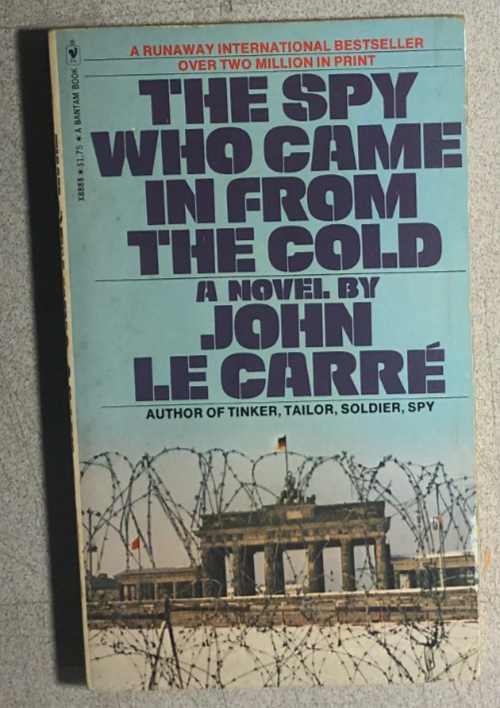 A RUNAWAY INTERNATIONAL BESTSELLER
OVER TWO MILLION IN PRINT
THE SPY
WHO CAME
IN FROM
THE COLD
A NOVEL BY
JOHN
LE CARRÉ
AUTHOR OF TINKER, TAILOR, SOLDIER, SPY
X8888 ★ $1.75 ★ A BANTAM BOOK